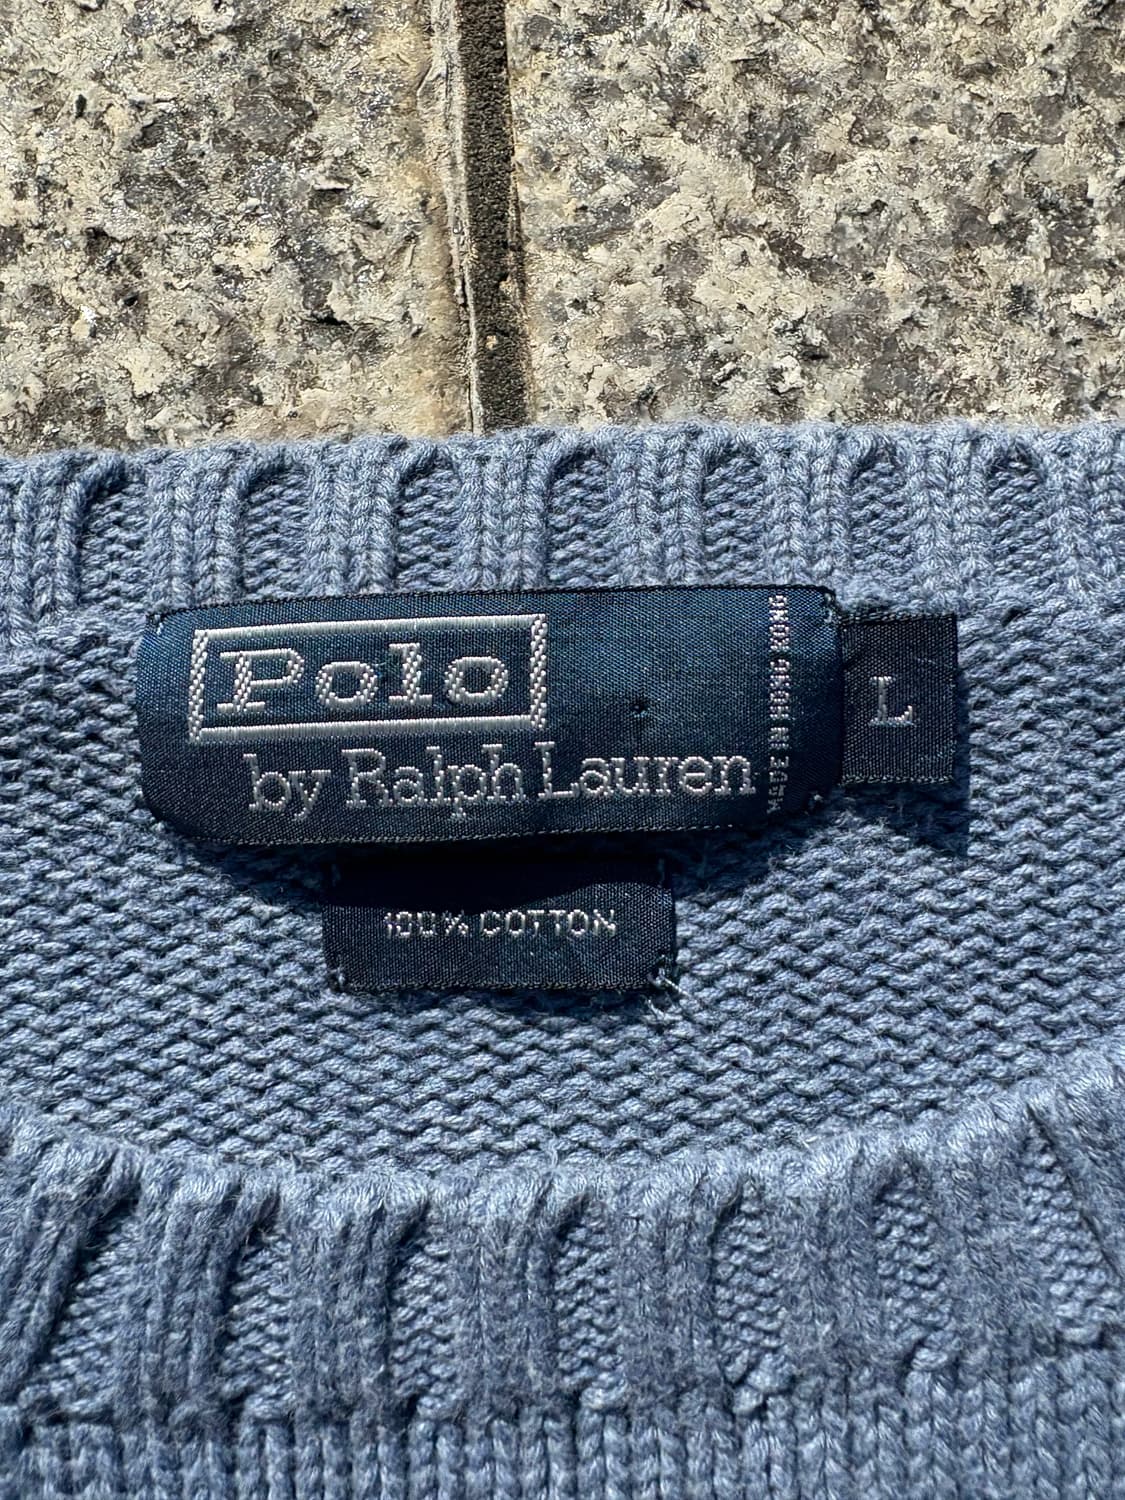 Polo
by Ralph Lauren
MADE IN HONG KONG
L
100% COTTON